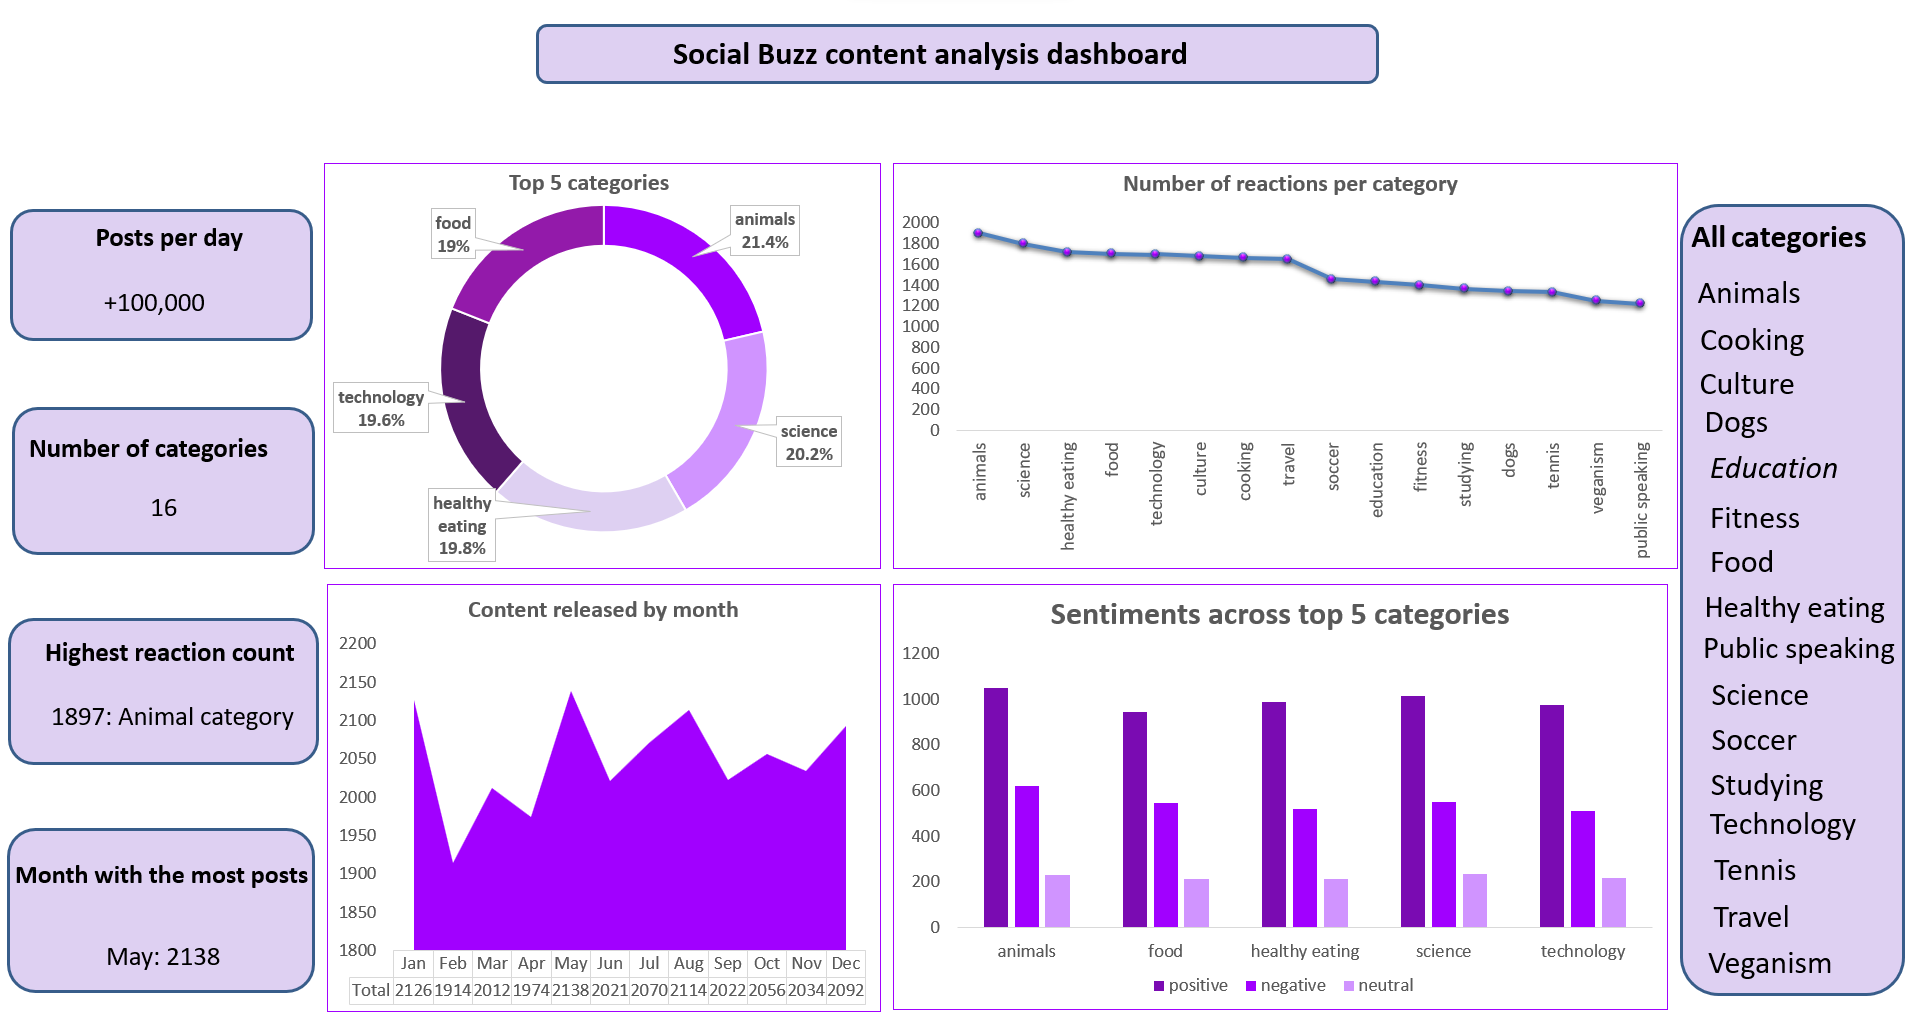 Social Buzz content analysis dashboard
Posts per day
+100,000
Number of categories
16
Highest reaction count
1897: Animal category
Month with the most posts
May: 2138
Top 5 categories
food
19%
animals
21.4%
technology
19.6%
science
20.2%
healthy
eating
19.8%
Number of reactions per category
2000
1800
1600
1400
1200
1000
800
600
400
200
0
animals
science
healthy eating
food
technology
culture
cooking
travel
soccer
education
fitness
studying
dogs
tennis
veganism
public speaking
Content released by month
2200
2150
2100
2050
2000
1950
1900
1850
1800
Jan Feb Mar Apr May Jun Jul Aug Sep Oct Nov Dec
Total 2126 1914 2012 1974 2138 2021 2070 2114 2022 2056 2034 2092
Sentiments across top 5 categories
1200
1000
800
600
400
200
0
animals food healthy eating science technology
positive negative neutral
All categories
Animals
Cooking
Culture
Dogs
Education
Fitness
Food
Healthy eating
Public speaking
Science
Soccer
Studying
Technology
Tennis
Travel
Veganism